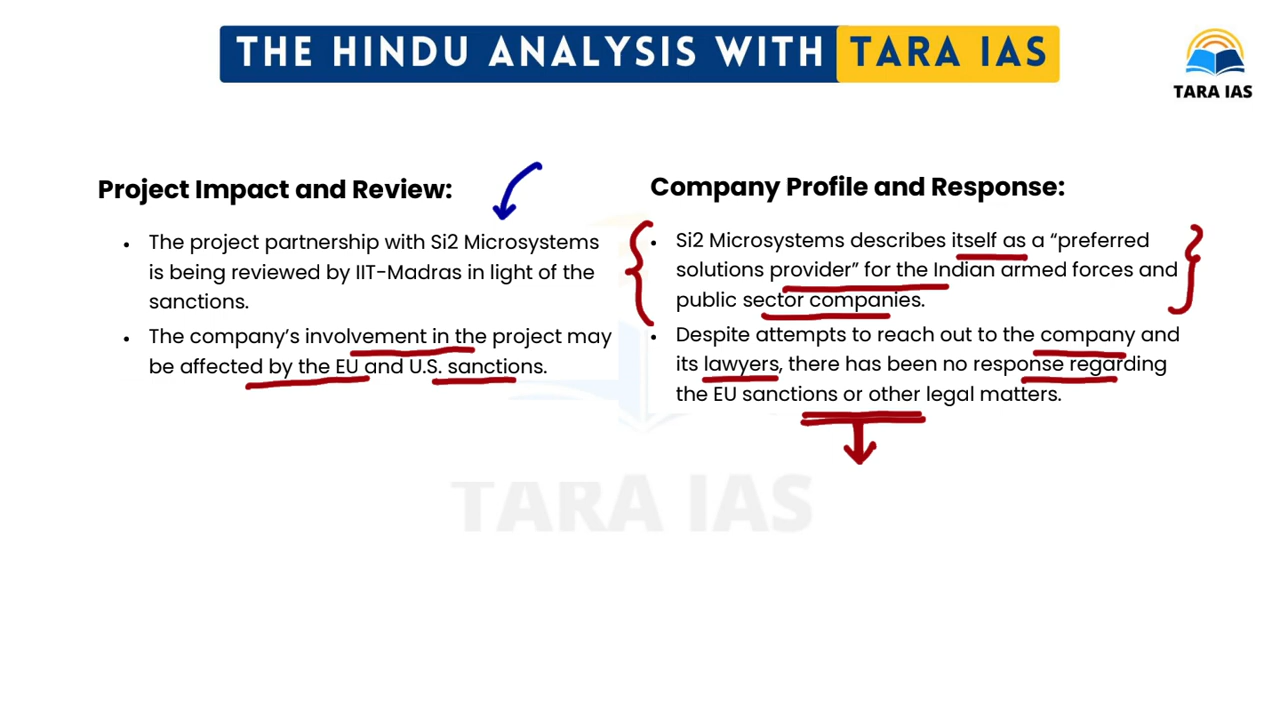 THE HINDU ANALYSIS WITH TARA IAS
TARA IAS
Project Impact and Review:
• The project partnership with Si2 Microsystems
is being reviewed by IIT-Madras in light of the
sanctions.
• The company's involvement in the project may
be affected by the EU and U.S. sanctions.
Company Profile and Response:
• Si2 Microsystems describes itself as a “preferred
solutions provider” for the Indian armed forces and
public sector companies.
• Despite attempts to reach out to the company and
its lawyers, there has been no response regarding
the EU sanctions or other legal matters.
TARA IAS